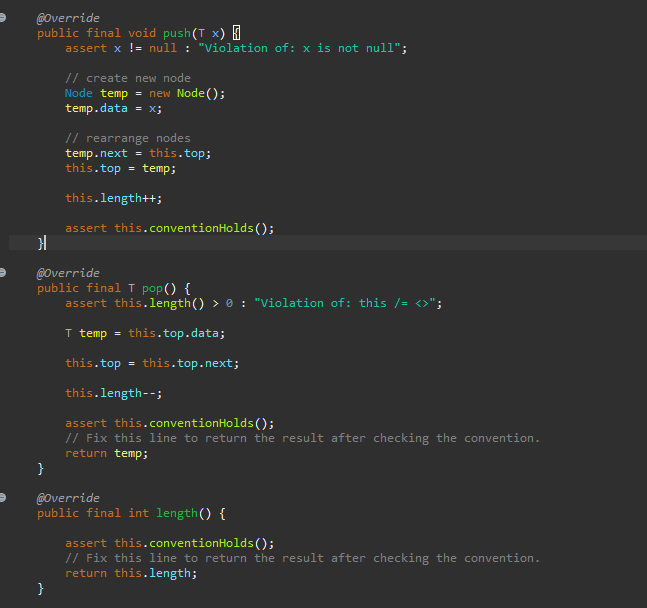 @Override
public final void push(T x) {
    assert x != null : "Violation of: x is not null";

    // create new node
    Node temp = new Node();
    temp.data = x;

    // rearrange nodes
    temp.next = this.top;
    this.top = temp;

    this.length++;

    assert this.conventionHolds();
}

@Override
public final T pop() {
    assert this.length() > 0 : "Violation of: this /= <>";

    T temp = this.top.data;

    this.top = this.top.next;

    this.length--;

    assert this.conventionHolds();
    // Fix this line to return the result after checking the convention.
    return temp;
}

@Override
public final int length() {

    assert this.conventionHolds();
    // Fix this line to return the result after checking the convention.
    return this.length;
}